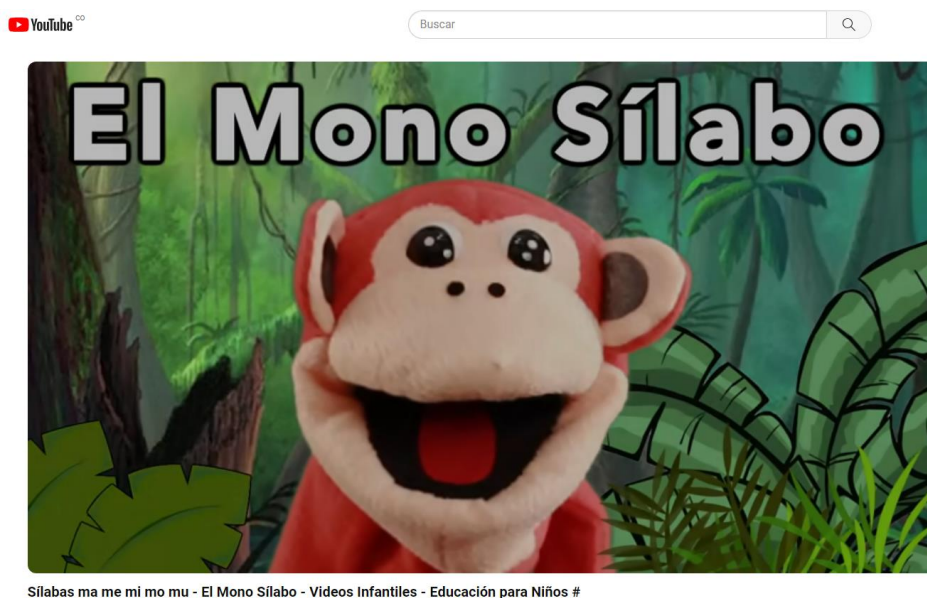 YouTube CO
Buscar
El Mono Sílabo
Sílabas ma me mi mo mu - El Mono Sílabo - Videos Infantiles - Educación para Niños #